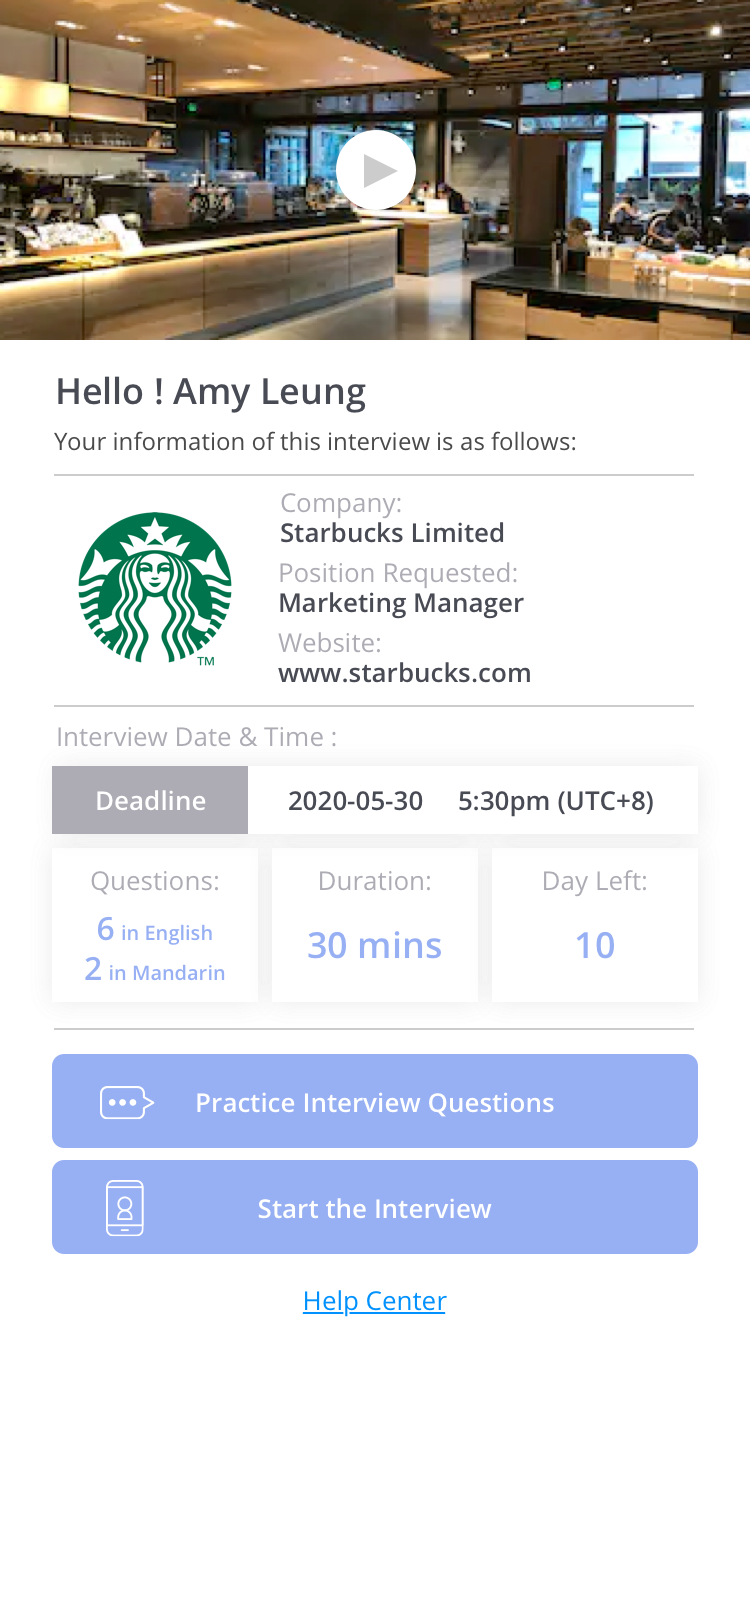 Hello ! Amy Leung
Your information of this interview is as follows:
Company:
Starbucks Limited
Position Requested:
Marketing Manager
Website:
www.starbucks.com
TM
Interview Date & Time :
Deadline 2020-05-30 5:30pm (UTC+8)
Questions:
6 in English
2 in Mandarin
Duration:
30 mins
Day Left:
10
Practice Interview Questions
Start the Interview
Help Center